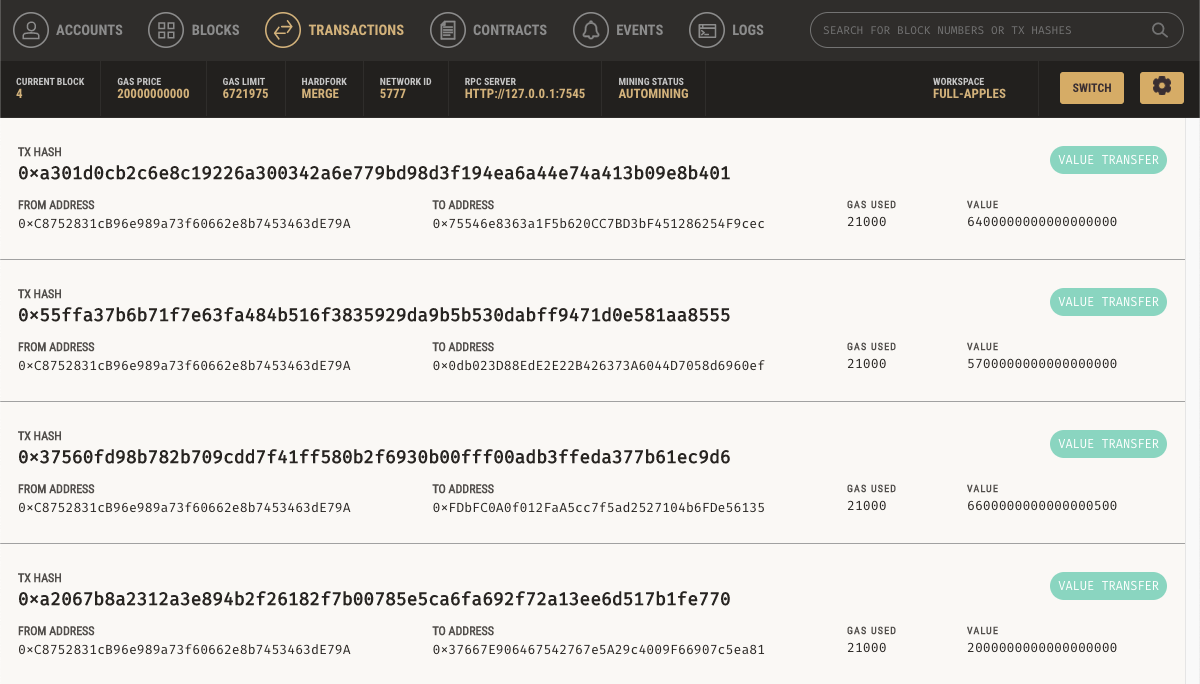 ACCOUNTS BLOCKS TRANSACTIONS CONTRACTS EVENTS LOGS SEARCH FOR BLOCK NUMBERS OR TX HASHES
CURRENT BLOCK GAS PRICE GAS LIMIT HARDFORK NETWORK ID RPC SERVER MINING STATUS WORKSPACE
4 20000000000 6721975 MERGE 5777 HTTP://127.0.0.1:7545 AUTOMINING FULL-APPLES SWITCH
TX HASH VALUE TRANSFER
0×a301d0cb2c6e8c19226a300342a6e779bd98d3f194ea6a44e74a413b09e8b401
FROM ADDRESS TO ADDRESS GAS USED VALUE
0×C8752831cB96e989a73f60662e8b7453463dE79A 0×75546e8363a1F5b620CC7BD3bF451286254F9cec 21000 6400000000000000000
TX HASH VALUE TRANSFER
0×55ffa37b6b71f7e63fa484b516f3835929da9b5b530dabff9471d0e581aa8555
FROM ADDRESS TO ADDRESS GAS USED VALUE
0×C8752831cB96e989a73f60662e8b7453463dE79A 0×0db023D88EdE2E22B426373A6044D7058d6960ef 21000 5700000000000000000
TX HASH VALUE TRANSFER
0×37560fd98b782b709cdd7f41ff580b2f6930b00fff00adb3ffeda377b61ec9d6
FROM ADDRESS TO ADDRESS GAS USED VALUE
0×C8752831cB96e989a73f60662e8b7453463dE79A 0×FDbFC0A0f012FaA5cc7f5ad2527104b6FDe56135 21000 6600000000000000500
TX HASH VALUE TRANSFER
0×a2067b8a2312a3e894b2f26182f7b00785e5ca6fa692f72a13ee6d517b1fe770
FROM ADDRESS TO ADDRESS GAS USED VALUE
0×C8752831cB96e989a73f60662e8b7453463dE79A 0×37667E906467542767e5A29c4009F66907c5ea81 21000 2000000000000000000